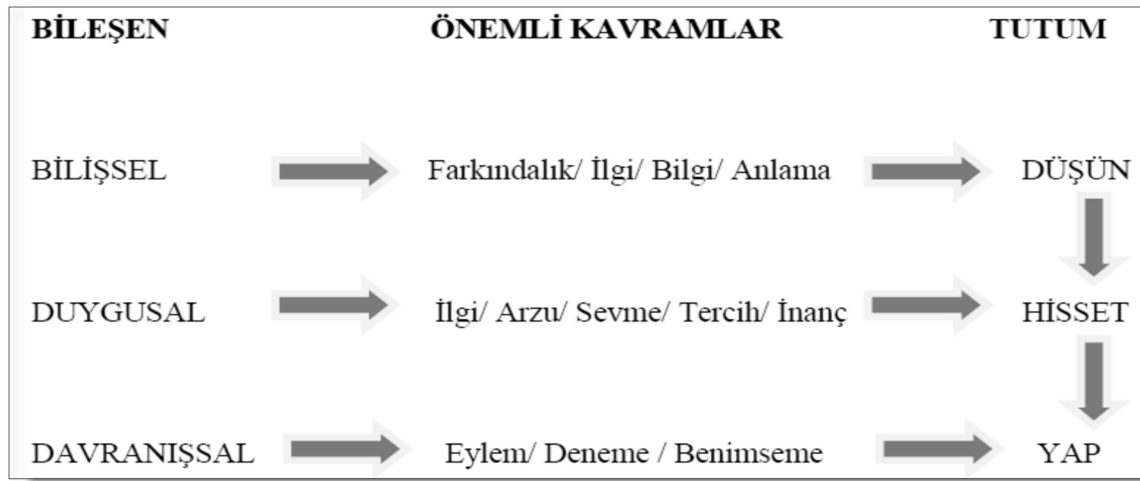 BİLEŞEN ÖNEMLİ KAVRAMLAR TUTUM
BİLİŞSEL Farkındalık/ İlgi/ Bilgi/ Anlama DÜŞÜN
DUYGUSAL İlgi/ Arzu/ Sevme/ Tercih/ İnanç HİSSET
DAVRANIŞSAL Eylem/ Deneme / Benimseme YAP